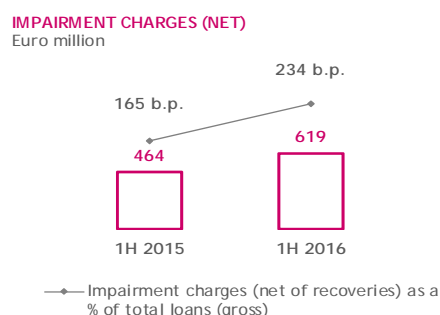 IMPAIRMENT CHARGES (NET)
Euro million
234 b.p.
165 b.p.
619
464
1H 2015 1H 2016
Impairment charges (net of recoveries) as a
% of total loans (gross)